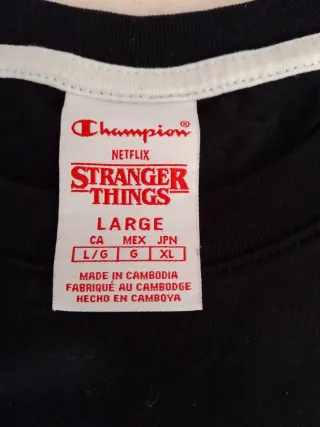 Champion®
NETFLIX
STRANGER
THINGS
LARGE
CA MEX JPN
L/G G XL
MADE IN CAMBODIA
FABRIQUÉ AU CAMBODGE
HECHO EN CAMBOYA